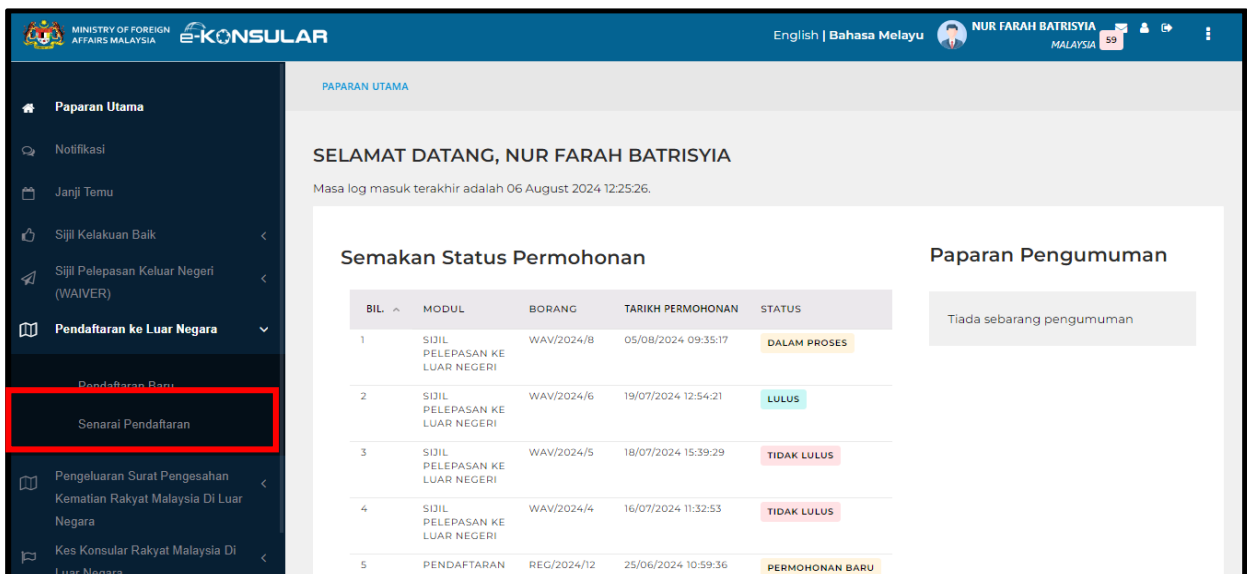 MINISTRY OF FOREIGN
AFFAIRS MALAYSIA
e-KONSULAR
English | Bahasa Melayu
NUR FARAH BATRISYIA
MALAYSIA
59
Paparan Utama
Notifikasi
Janji Temu
Sijil Kelakuan Baik
Sijil Pelepasan Keluar Negeri
(WAIVER)
Pendaftaran ke Luar Negara
Pendaftaran Baru
Senarai Pendaftaran
Pengeluaran Surat Pengesahan
Kematian Rakyat Malaysia Di Luar
Negara
Kes Konsular Rakyat Malaysia Di
Luar Negara
PAPARAN UTAMA
SELAMAT DATANG, NUR FARAH BATRISYIA
Masa log masuk terakhir adalah 06 August 2024 12:25:26.
Semakan Status Permohonan
BIL. MODUL BORANG TARIKH PERMOHONAN STATUS
1 SIJIL WAV/2024/8 05/08/2024 09:35:17 DALAM PROSES
PELEPASAN KE
LUAR NEGERI
2 SIJIL WAV/2024/6 19/07/2024 12:54:21 LULUS
PELEPASAN KE
LUAR NEGERI
3 SIJIL WAV/2024/5 18/07/2024 15:39:29 TIDAK LULUS
PELEPASAN KE
LUAR NEGERI
4 SIJIL WAV/2024/4 16/07/2024 11:32:53 TIDAK LULUS
PELEPASAN KE
LUAR NEGERI
5 PENDAFTARAN REG/2024/12 25/06/2024 10:59:36 PERMOHONAN BARU
Paparan Pengumuman
Tiada sebarang pengumuman